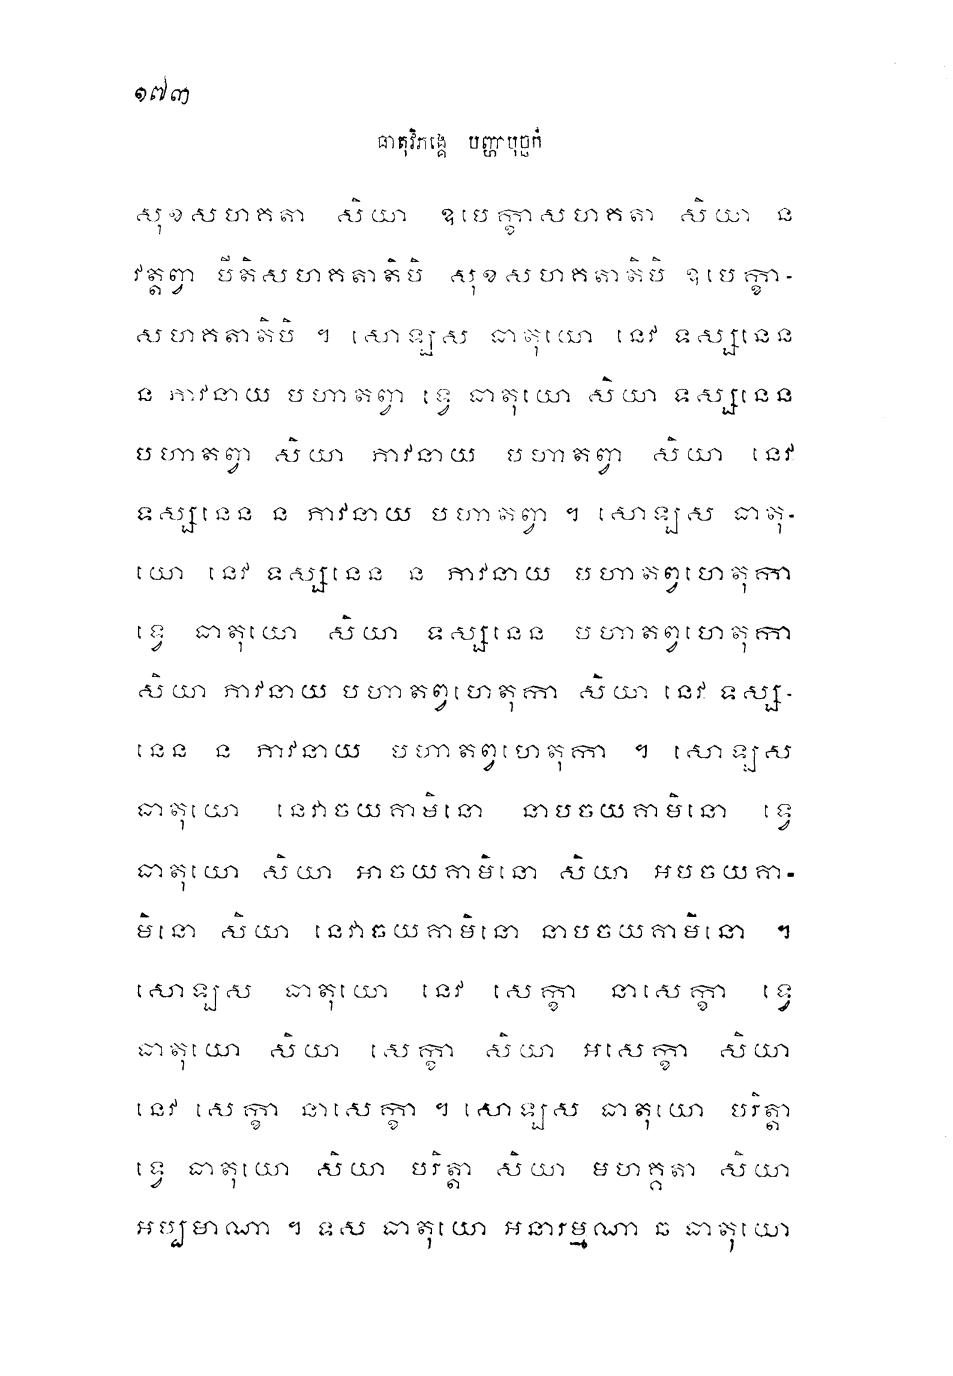 ១៧៣
ធាតុវិភង្គេ បញ្ហាបុច្ឆកំ
សុខសហគតា សិយា ឧបេក្ខាសហគតា សិយា ន
វត្តព្វា បីតិសហគតាតិបិ សុខសហគតាតិបិ ឧបេក្ខា-
សហគតាតិបិ ។ សោឡស ធាតុយោ នេវ ទស្សនេន
ន ភាវនាយ បហាតព្វា ទ្វេ ធាតុយោ សិយា ទស្សនេន
បហាតព្វា សិយា ភាវនាយ បហាតព្វា សិយា នេវ
ទស្សនេន ន ភាវនាយ បហាតព្វា ។ សោឡស ធាតុ-
យោ នេវ ទស្សនេន ន ភាវនាយ បហាតព្វហេតុកា
ទ្វេ ធាតុយោ សិយា ទស្សនេន បហាតព្វហេតុកា
សិយា ភាវនាយ បហាតព្វហេតុកា សិយា នេវ ទស្ស-
នេន ន ភាវនាយ បហាតព្វហេតុកា ។ សោឡស
ធាតុយោ នេវាចយគាមិនោ នាបចយគាមិនោ ទ្វេ
ធាតុយោ សិយា អាចយគាមិនោ សិយា អបចយគា-
មិនោ សិយា នេវាចយគាមិនោ នាបចយគាមិនោ ។
សោឡស ធាតុយោ នេវ សេក្ខា នាសេក្ខា ទ្វេ
ធាតុយោ សិយា សេក្ខា សិយា អសេក្ខា សិយា
នេវ សេក្ខា នាសេក្ខា ។ សោឡស ធាតុយោ បរិត្តា
ទ្វេ ធាតុយោ សិយា បរិត្តា សិយា មហគ្គតា សិយា
អប្បមាណា ។ ទស ធាតុយោ អនារម្មណា ឆ ធាតុយោ